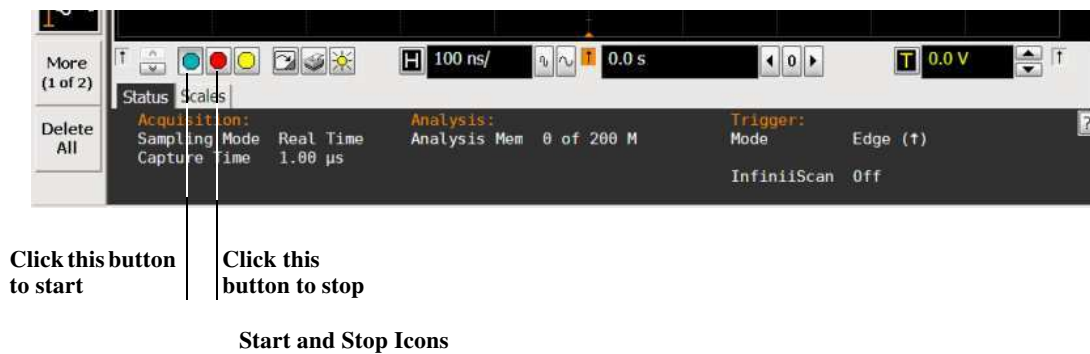 More
(1 of 2)
H 100 ns/ 0.0 s 0 T 0.0 V
Status Scales
Delete
All
Acquisition: Analysis: Trigger:
Sampling Mode Real Time Analysis Mem 0 of 200 M Mode Edge (↑)
Capture Time 1.00 µs
InfiniiScan Off
?
Click this button
to start
Click this
button to stop
Start and Stop Icons